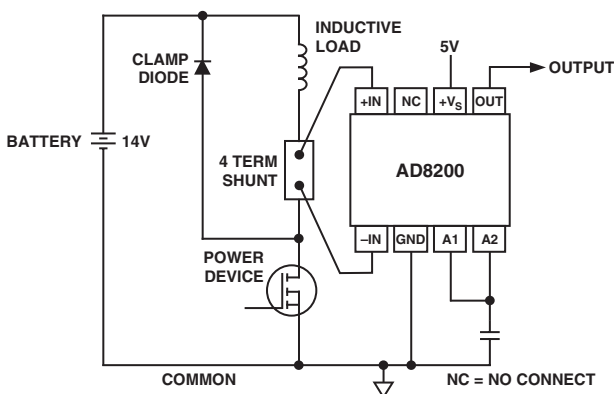 INDUCTIVE
LOAD
5V
OUTPUT
CLAMP
DIODE
+IN
NC
+VS
OUT
BATTERY
14V
4 TERM
SHUNT
AD8200
–IN
GND
A1
A2
POWER
DEVICE
COMMON
NC = NO CONNECT